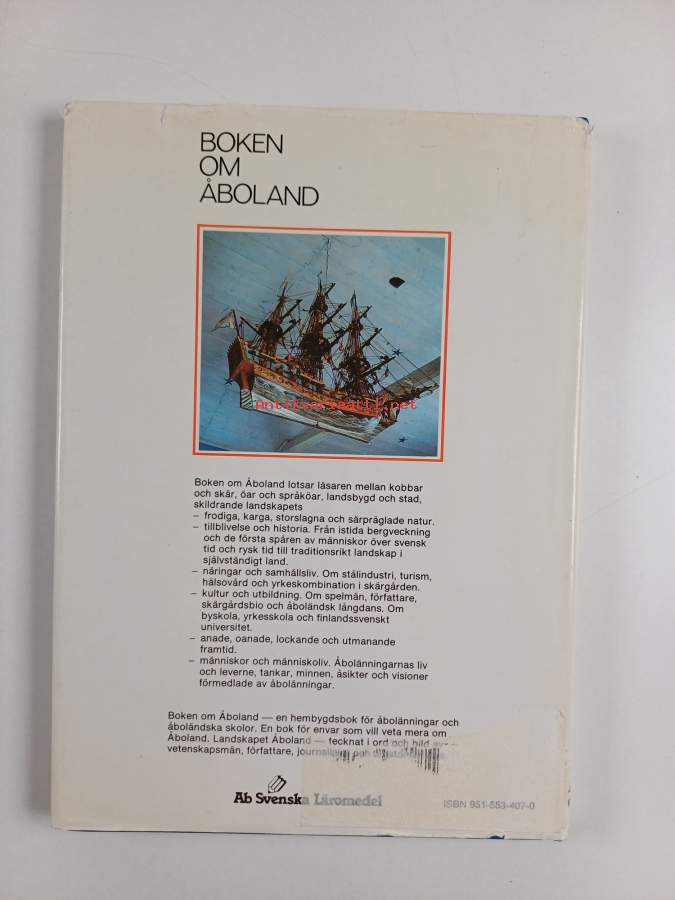 BOKEN
OM
ÅBOLAND
Antikvariaatti.net
Boken om Åboland lotsar läsaren mellan kobbar
och skär, öar och språköar, landsbygd och stad,
skildrande landskapets
– frodiga, karga, storslagna och särpräglade natur.
– tillblivelse och historia. Från istida bergveckning
och de första spåren av människor över svensk
tid och rysk tid till traditionsrikt landskap i
självständigt land.
– näringar och samhällsliv. Om stålindustri, turism,
hälsovård och yrkeskombination i skärgården.
– kultur och utbildning. Om spelmän, författare,
skärgårdsbio och åboländsk långdans. Om
byskola, yrkesskola och finlandssvenskt
universitet.
– anade, oanade, lockande och utmanande
framtid.
– människor och människoliv. Åbolänningarnas liv
och leverne, tankar, minnen, åsikter och visioner
förmedlade av åbolänningar.
Boken om Åboland — en hembygdsbok för åbolänningar och
åboländska skolor. En bok för envar som vill veta mera om
Åboland. Landskapet Åboland — tecknat i ord och bild av
vetenskapsmän, författare, journalister och
Ab Svenska Läromedel
ISBN 951-553-407-0